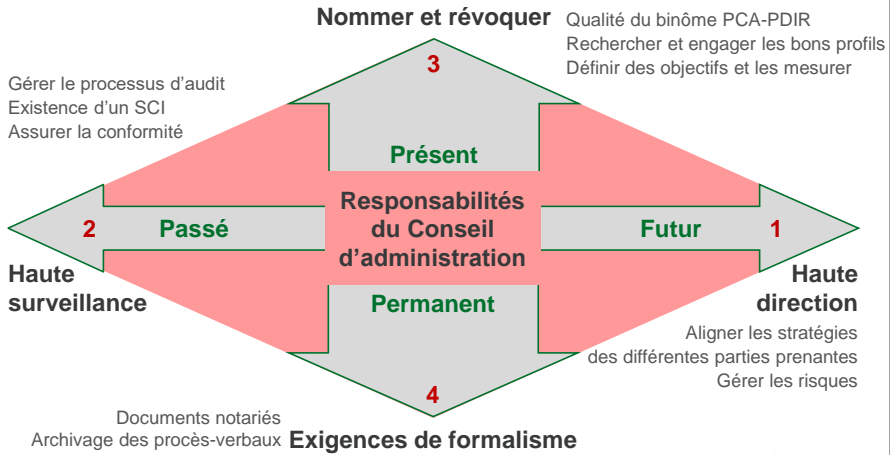 Nommer et révoquer
3
Qualité du binôme PCA-PDIR
Rechercher et engager les bons profils
Définir des objectifs et les mesurer
Gérer le processus d’audit
Existence d’un SCI
Assurer la conformité
Présent
2
Passé
Responsabilités
du Conseil
d’administration
Futur
1
Haute
surveillance
Permanent
Haute
direction
Aligner les stratégies
des différentes parties prenantes
Gérer les risques
4
Documents notariés
Archivage des procès-verbaux
Exigences de formalisme